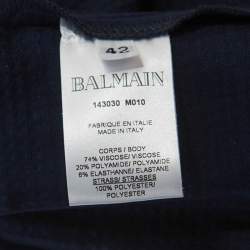 42
BALMAIN
143030 M010
FABRIQUE EN ITALIE
MADE IN ITALY
CORPS / BODY
74% VISCOSE/ VISCOSE
20% POLYAMIDE/ POLYAMIDE
6% ELASTHANNE/ ELASTANE
STRASS/ STRASSES
100% POLYESTER/
POLYESTER